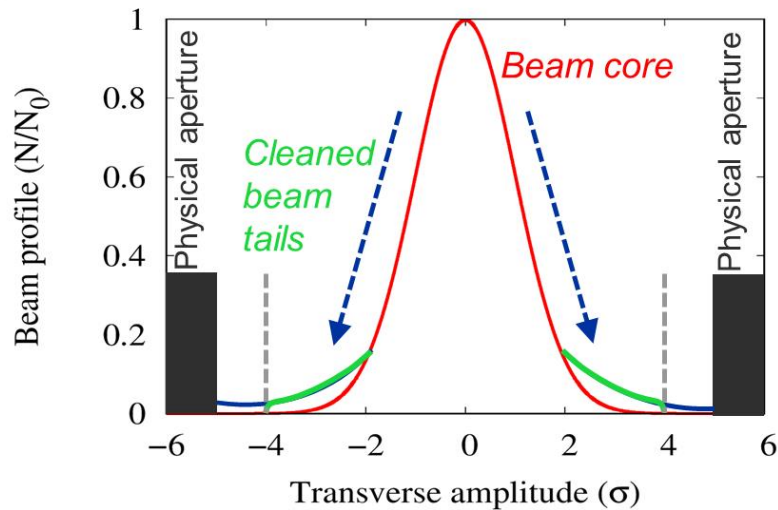 Beam profile (N/N0)
1
0.8
0.6
0.4
0.2
0
Physical aperture
Cleaned
beam
tails
Beam core
Physical aperture
−6
−4
−2
0
2
4
6
Transverse amplitude (σ)